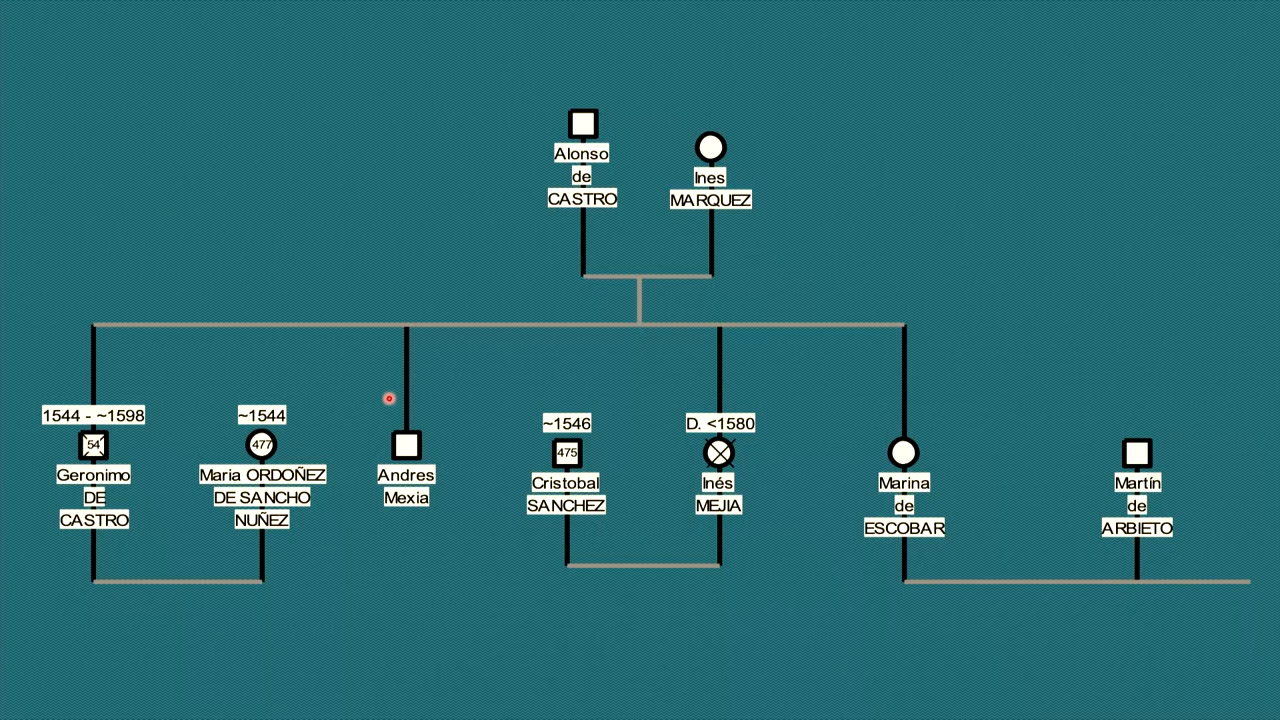 Alonso
de
CASTRO
Ines
MARQUEZ
1544 - ~1598
54
Geronimo
DE
CASTRO
~1544
477
Maria ORDOÑEZ
DE SANCHO
NUÑEZ
Andres
Mexia
~1546
475
Cristobal
SANCHEZ
D. <1580
Inés
MEJIA
Marina
de
ESCOBAR
Martín
de
ARBIETO